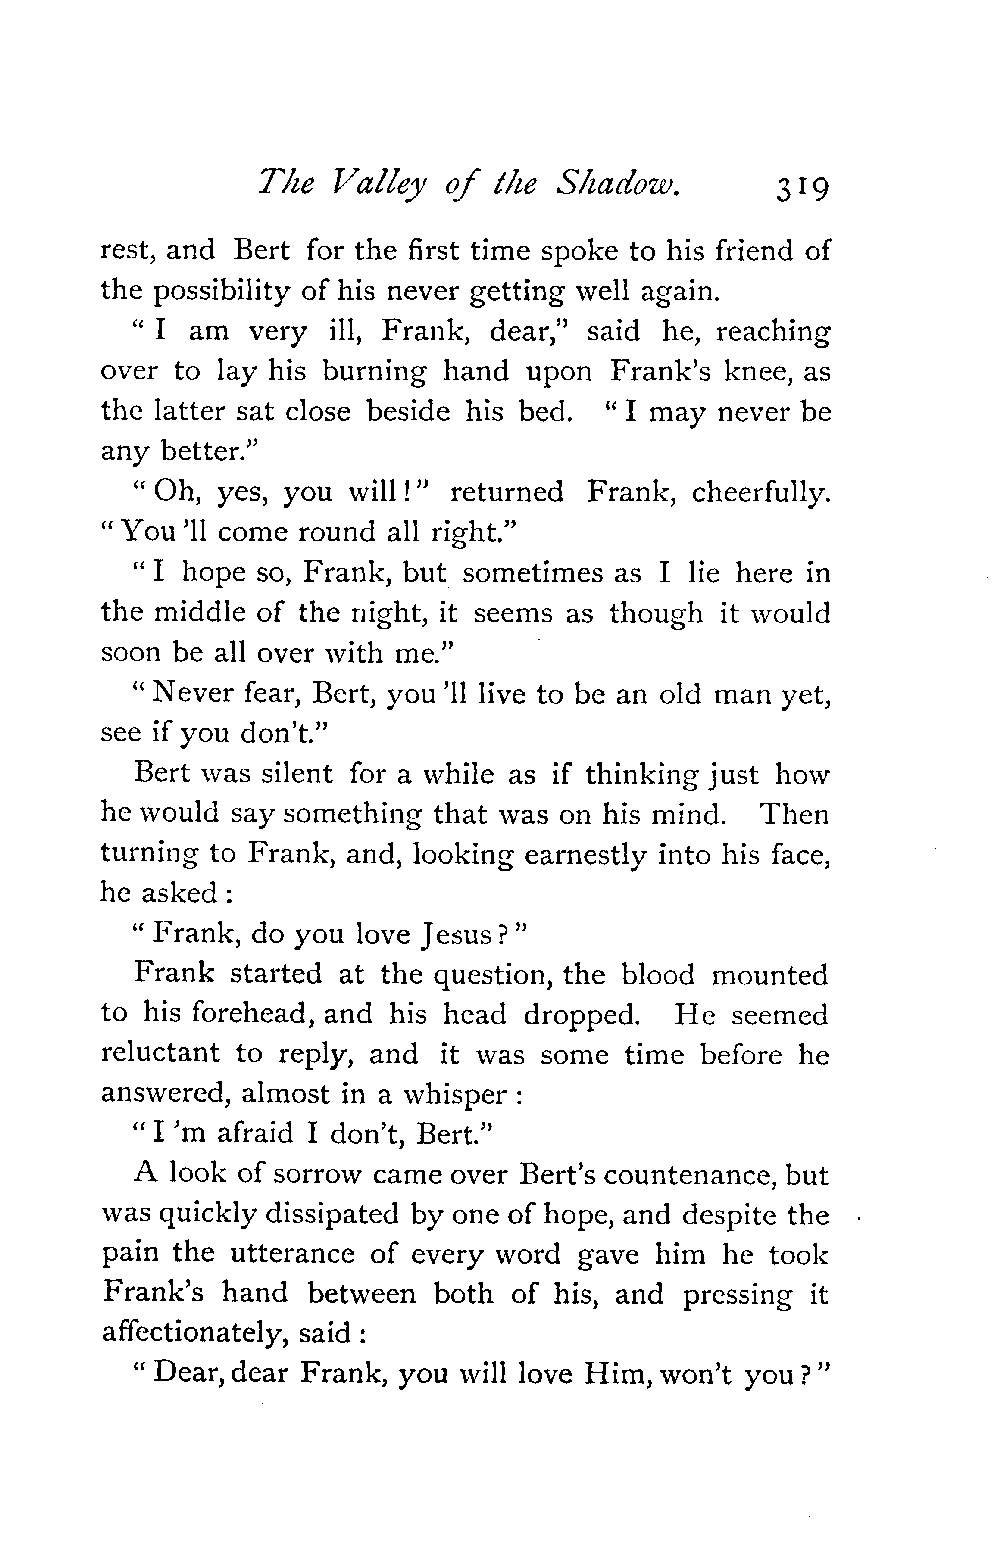 The Valley of the Shadow. 319
rest, and Bert for the first time spoke to his friend of
the possibility of his never getting well again.
" I am very ill, Frank, dear," said he, reaching
over to lay his burning hand upon Frank's knee, as
the latter sat close beside his bed. " I may never be
any better."
" Oh, yes, you will ! " returned Frank, cheerfully.
" You 'll come round all right."
" I hope so, Frank, but sometimes as I lie here in
the middle of the night, it seems as though it would
soon be all over with me."
" Never fear, Bert, you 'll live to be an old man yet,
see if you don't."
Bert was silent for a while as if thinking just how
he would say something that was on his mind. Then
turning to Frank, and, looking earnestly into his face,
he asked :
" Frank, do you love Jesus ? "
Frank started at the question, the blood mounted
to his forehead, and his head dropped. He seemed
reluctant to reply, and it was some time before he
answered, almost in a whisper :
" I 'm afraid I don't, Bert."
A look of sorrow came over Bert's countenance, but
was quickly dissipated by one of hope, and despite the
pain the utterance of every word gave him he took
Frank's hand between both of his, and pressing it
affectionately, said :
" Dear, dear Frank, you will love Him, won't you ? "